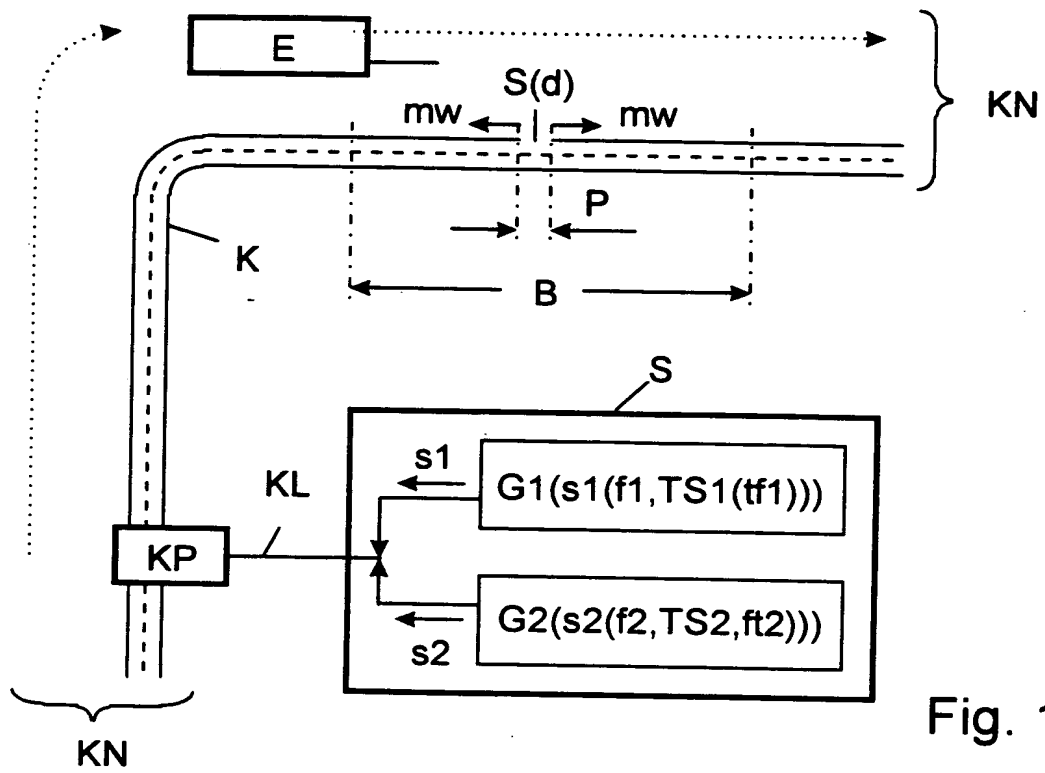 E
KN
S(d)
mw
mw
P
K
B
S
s1
G1(s1(f1,TS1(tf1)))
KL
KP
G2(s2(f2,TS2,ft2)))
s2
KN
Fig.